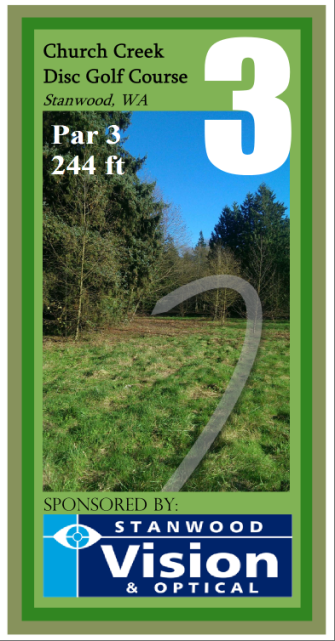 Church Creek
Disc Golf Course
Stanwood, WA
3
Par 3
244 ft
SPONSORED BY:
STANWOOD
Vision
& OPTICAL